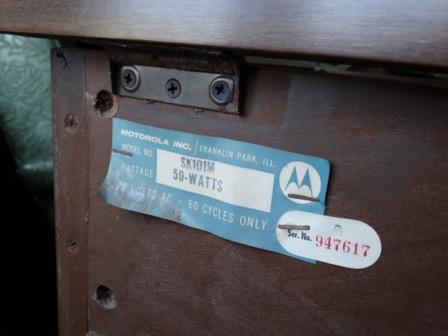 MOTOROLA INC. / FRANKLIN PARK, ILL.
MODEL NO. SK101M
WATTAGE 50-WATTS
VOLTS AC - 60 CYCLES ONLY
Ser. No. 947617